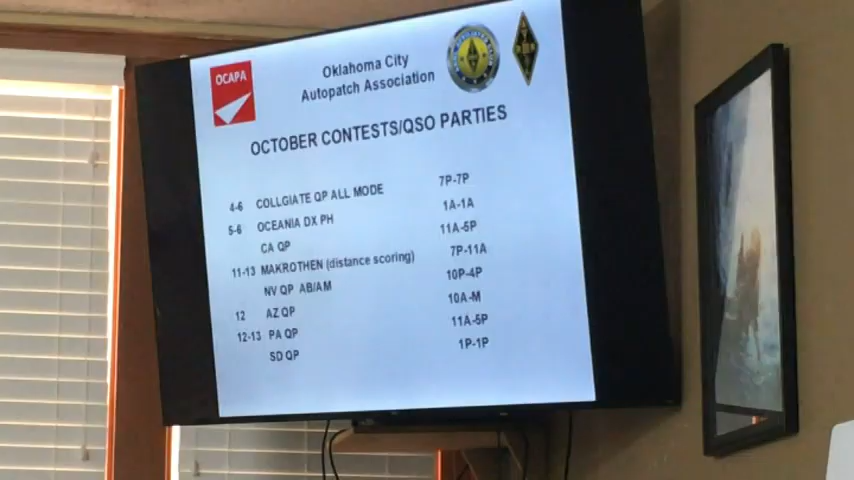 OCAPA
Oklahoma City
Autopatch Association
OCTOBER CONTESTS/QSO PARTIES
4-6 COLLGIATE QP ALL MODE 7P-7P
5-6 OCEANIA DX PH 1A-1A
CA QP 11A-5P
11-13 MAKROTHEN (distance scoring) 7P-11A
NV QP AB/AM 10P-4P
12 AZ QP 10A-M
12-13 PA QP 11A-5P
SD QP 1P-1P